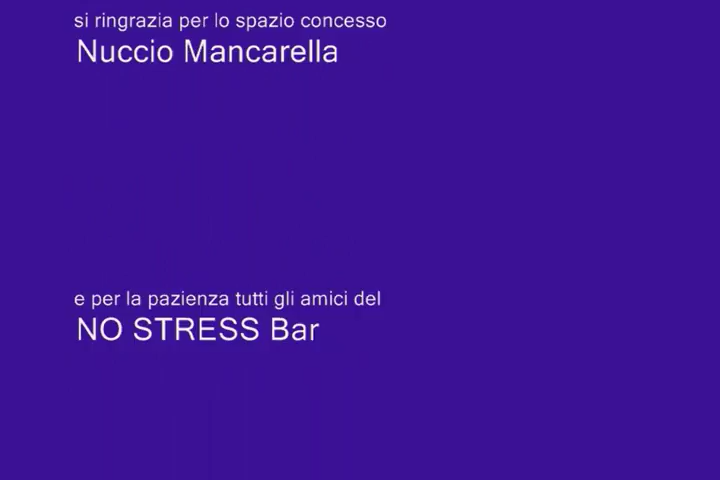 si ringrazia per lo spazio concesso
Nuccio Mancarella
e per la pazienza tutti gli amici del
NO STRESS Bar